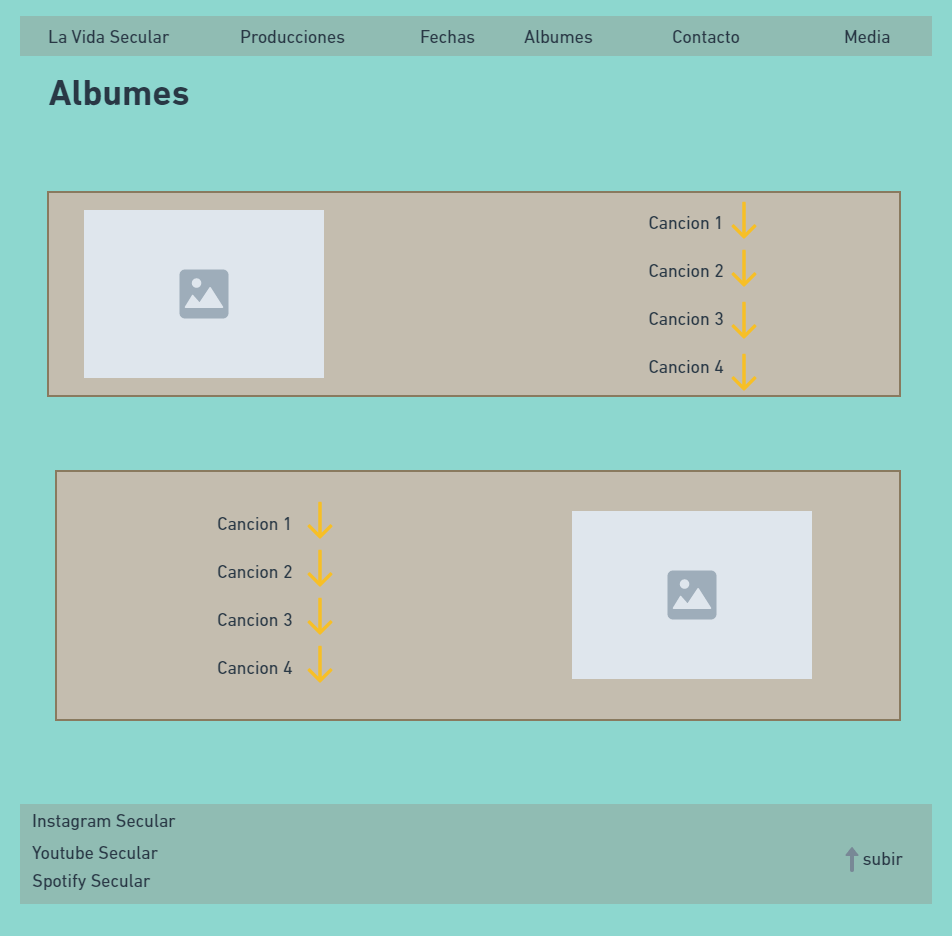 La Vida Secular Producciones Fechas Albumes Contacto Media
Albumes
Cancion 1
Cancion 2
Cancion 3
Cancion 4
Cancion 1
Cancion 2
Cancion 3
Cancion 4
Instagram Secular
Youtube Secular
Spotify Secular
subir